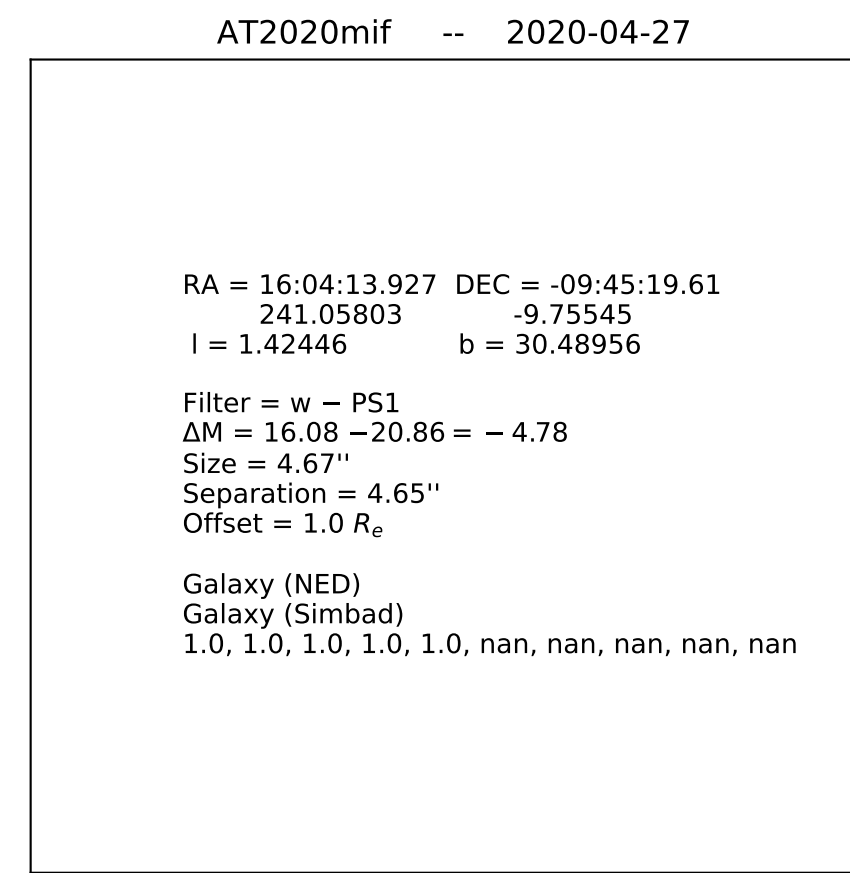 AT2020mif -- 2020-04-27
RA = 16:04:13.927 DEC = -09:45:19.61
241.05803 -9.75545
l = 1.42446 b = 30.48956
Filter = w − PS1
ΔM = 16.08 −20.86 = − 4.78
Size = 4.67''
Separation = 4.65''
Offset = 1.0 Re
Galaxy (NED)
Galaxy (Simbad)
1.0, 1.0, 1.0, 1.0, 1.0, nan, nan, nan, nan, nan